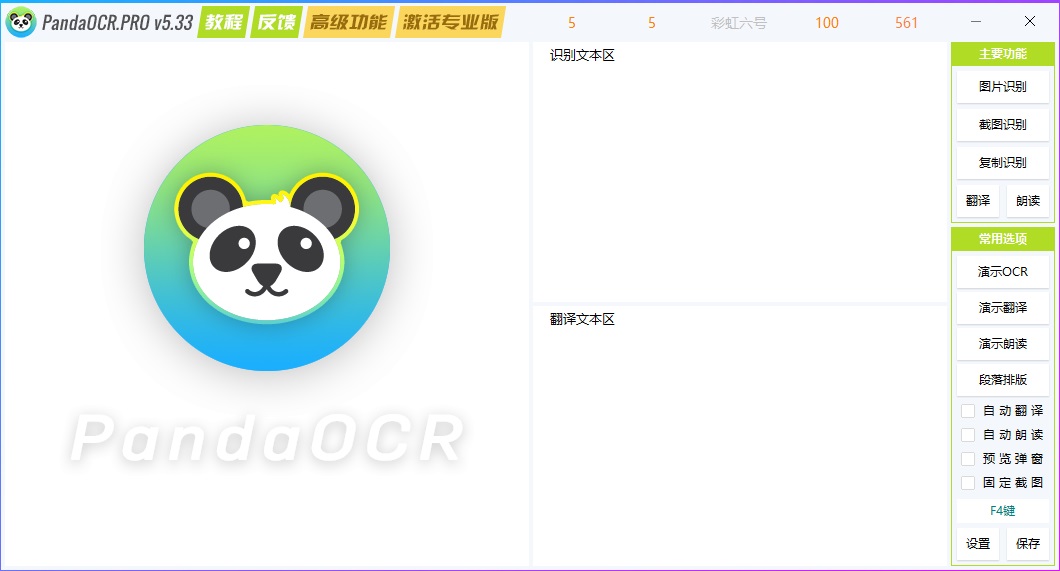 PandaOCR.PRO v5.33 教程 反馈 高级功能 激活专业版 5 5 彩虹六号 100 561
识别文本区
翻译文本区
PandaOCR
主要功能
图片识别
截图识别
复制识别
翻译 朗读
常用选项
演示OCR
演示翻译
演示朗读
段落排版
自动翻译
自动朗读
预览弹窗
固定截图
F4键
设置 保存